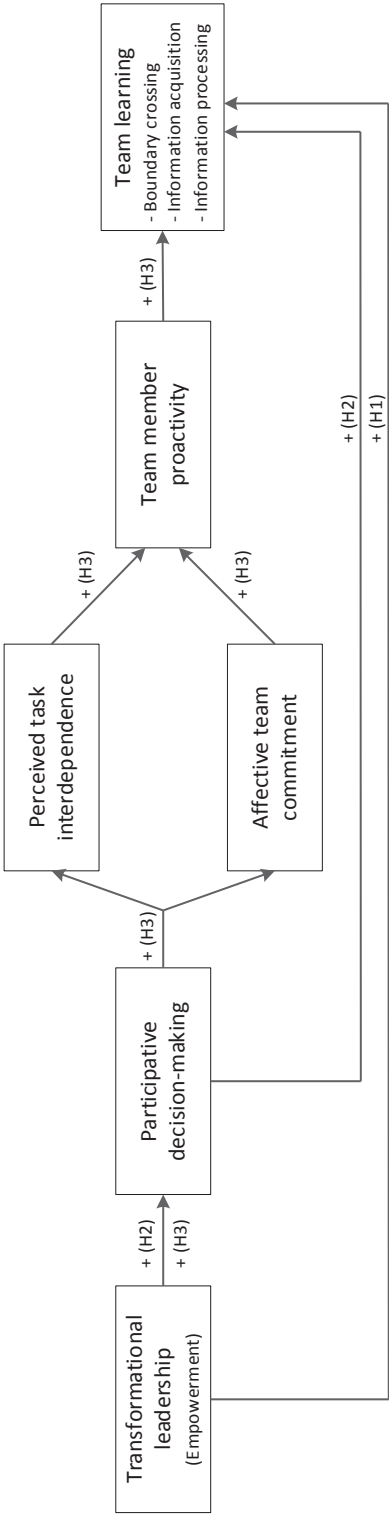 Transformational
leadership
(Empowerment)
+ (H2)
+ (H3)
Participative
decision-making
+ (H3)
Perceived task
interdependence
Affective team
commitment
+ (H3)
+ (H3)
Team member
proactivity
+ (H3)
Team learning
- Boundary crossing
- Information acquisition
- Information processing
+ (H2)
+ (H1)